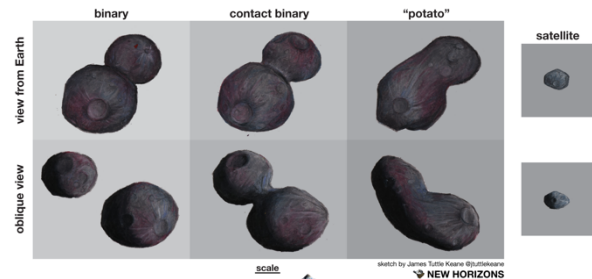 binary
contact binary
“potato”
satellite
view from Earth
oblique view
sketch by James Tuttle Keane @jtuttlekeane
scale
NEW HORIZONS